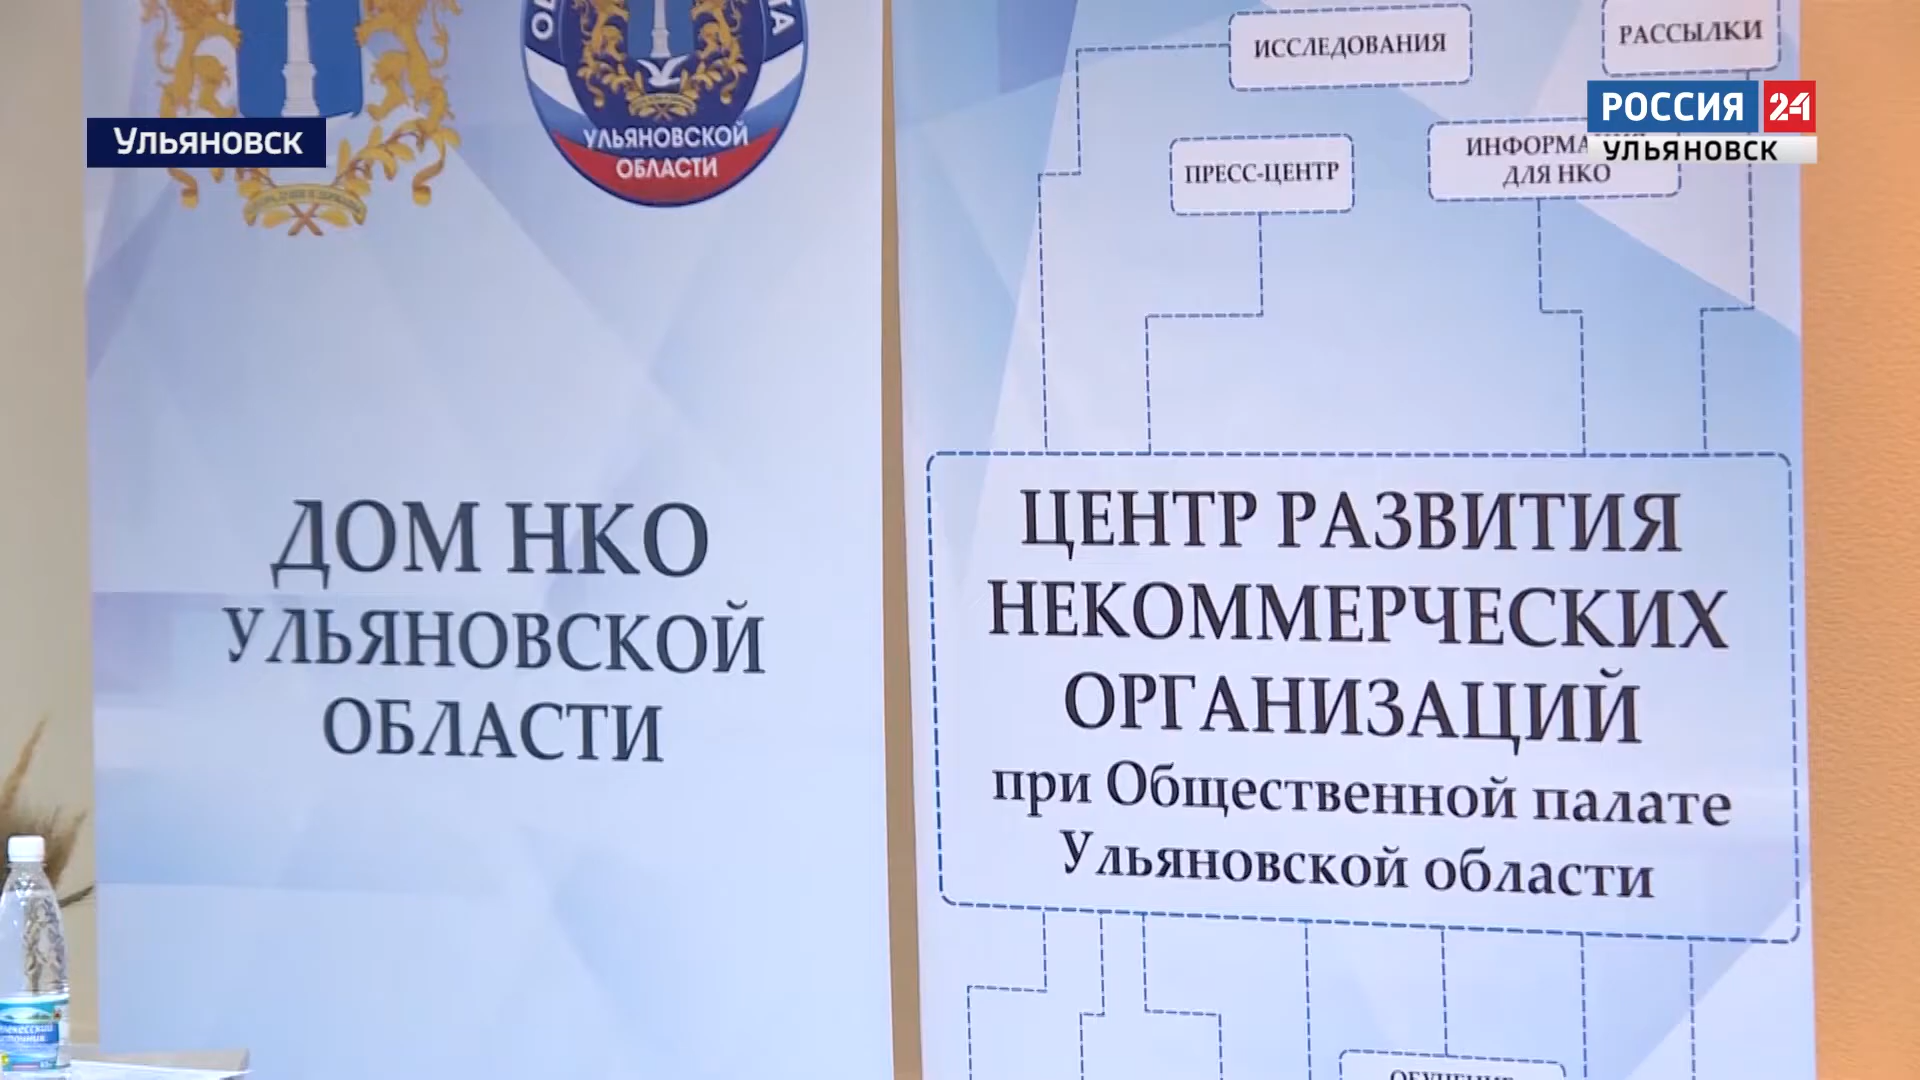 Ульяновск
УЛЬЯНОВСКОЙ
ОБЛАСТИ
ДОМ НКО
УЛЬЯНОВСКОЙ
ОБЛАСТИ
ИССЛЕДОВАНИЯ
РАССЫЛКИ
РОССИЯ 24
УЛЬЯНОВСК
ПРЕСС-ЦЕНТР
ДЛЯ НКО
ЦЕНТР РАЗВИТИЯ
НЕКОММЕРЧЕСКИХ
ОРГАНИЗАЦИЙ
при Общественной палате
Ульяновской области